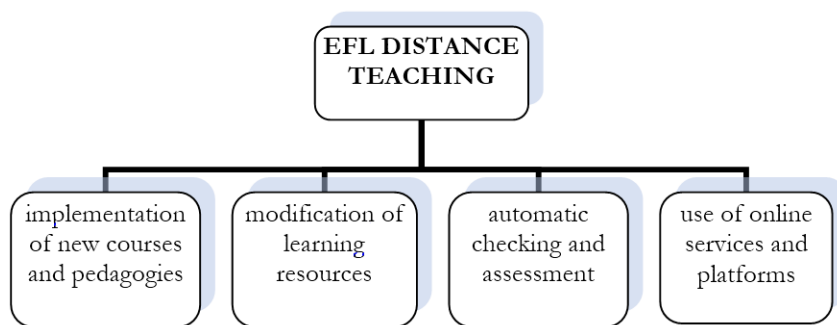 EFL DISTANCE
TEACHING
implementation
of new courses
and pedagogies
modification of
learning
resources
automatic
checking and
assessment
use of online
services and
platforms